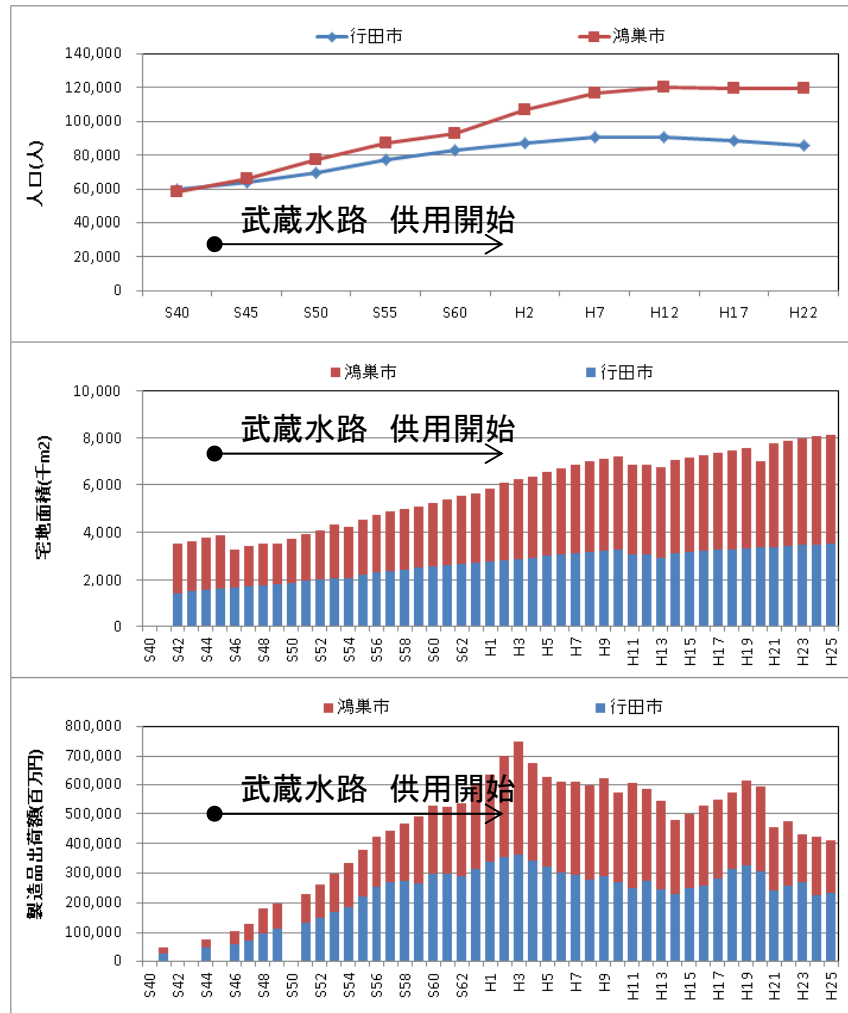 行田市 鴻巣市
人口(人)
140,000
120,000
100,000
80,000
60,000
40,000
20,000
0
武蔵水路 供用開始
S40 S45 S50 S55 S60 H2 H7 H12 H17 H22
鴻巣市 行田市
宅地面積(千m2)
10,000
8,000
6,000
4,000
2,000
0
武蔵水路 供用開始
S40 S42 S44 S46 S48 S50 S52 S54 S56 S58 S60 S62 H1 H3 H5 H7 H9 H11 H13 H15 H17 H19 H21 H23 H25
鴻巣市 行田市
製造品出荷額(百万円)
800,000
700,000
600,000
500,000
400,000
300,000
200,000
100,000
0
武蔵水路 供用開始
S40 S42 S44 S46 S48 S50 S52 S54 S56 S58 S60 S62 H1 H3 H5 H7 H9 H11 H13 H15 H17 H19 H21 H23 H25